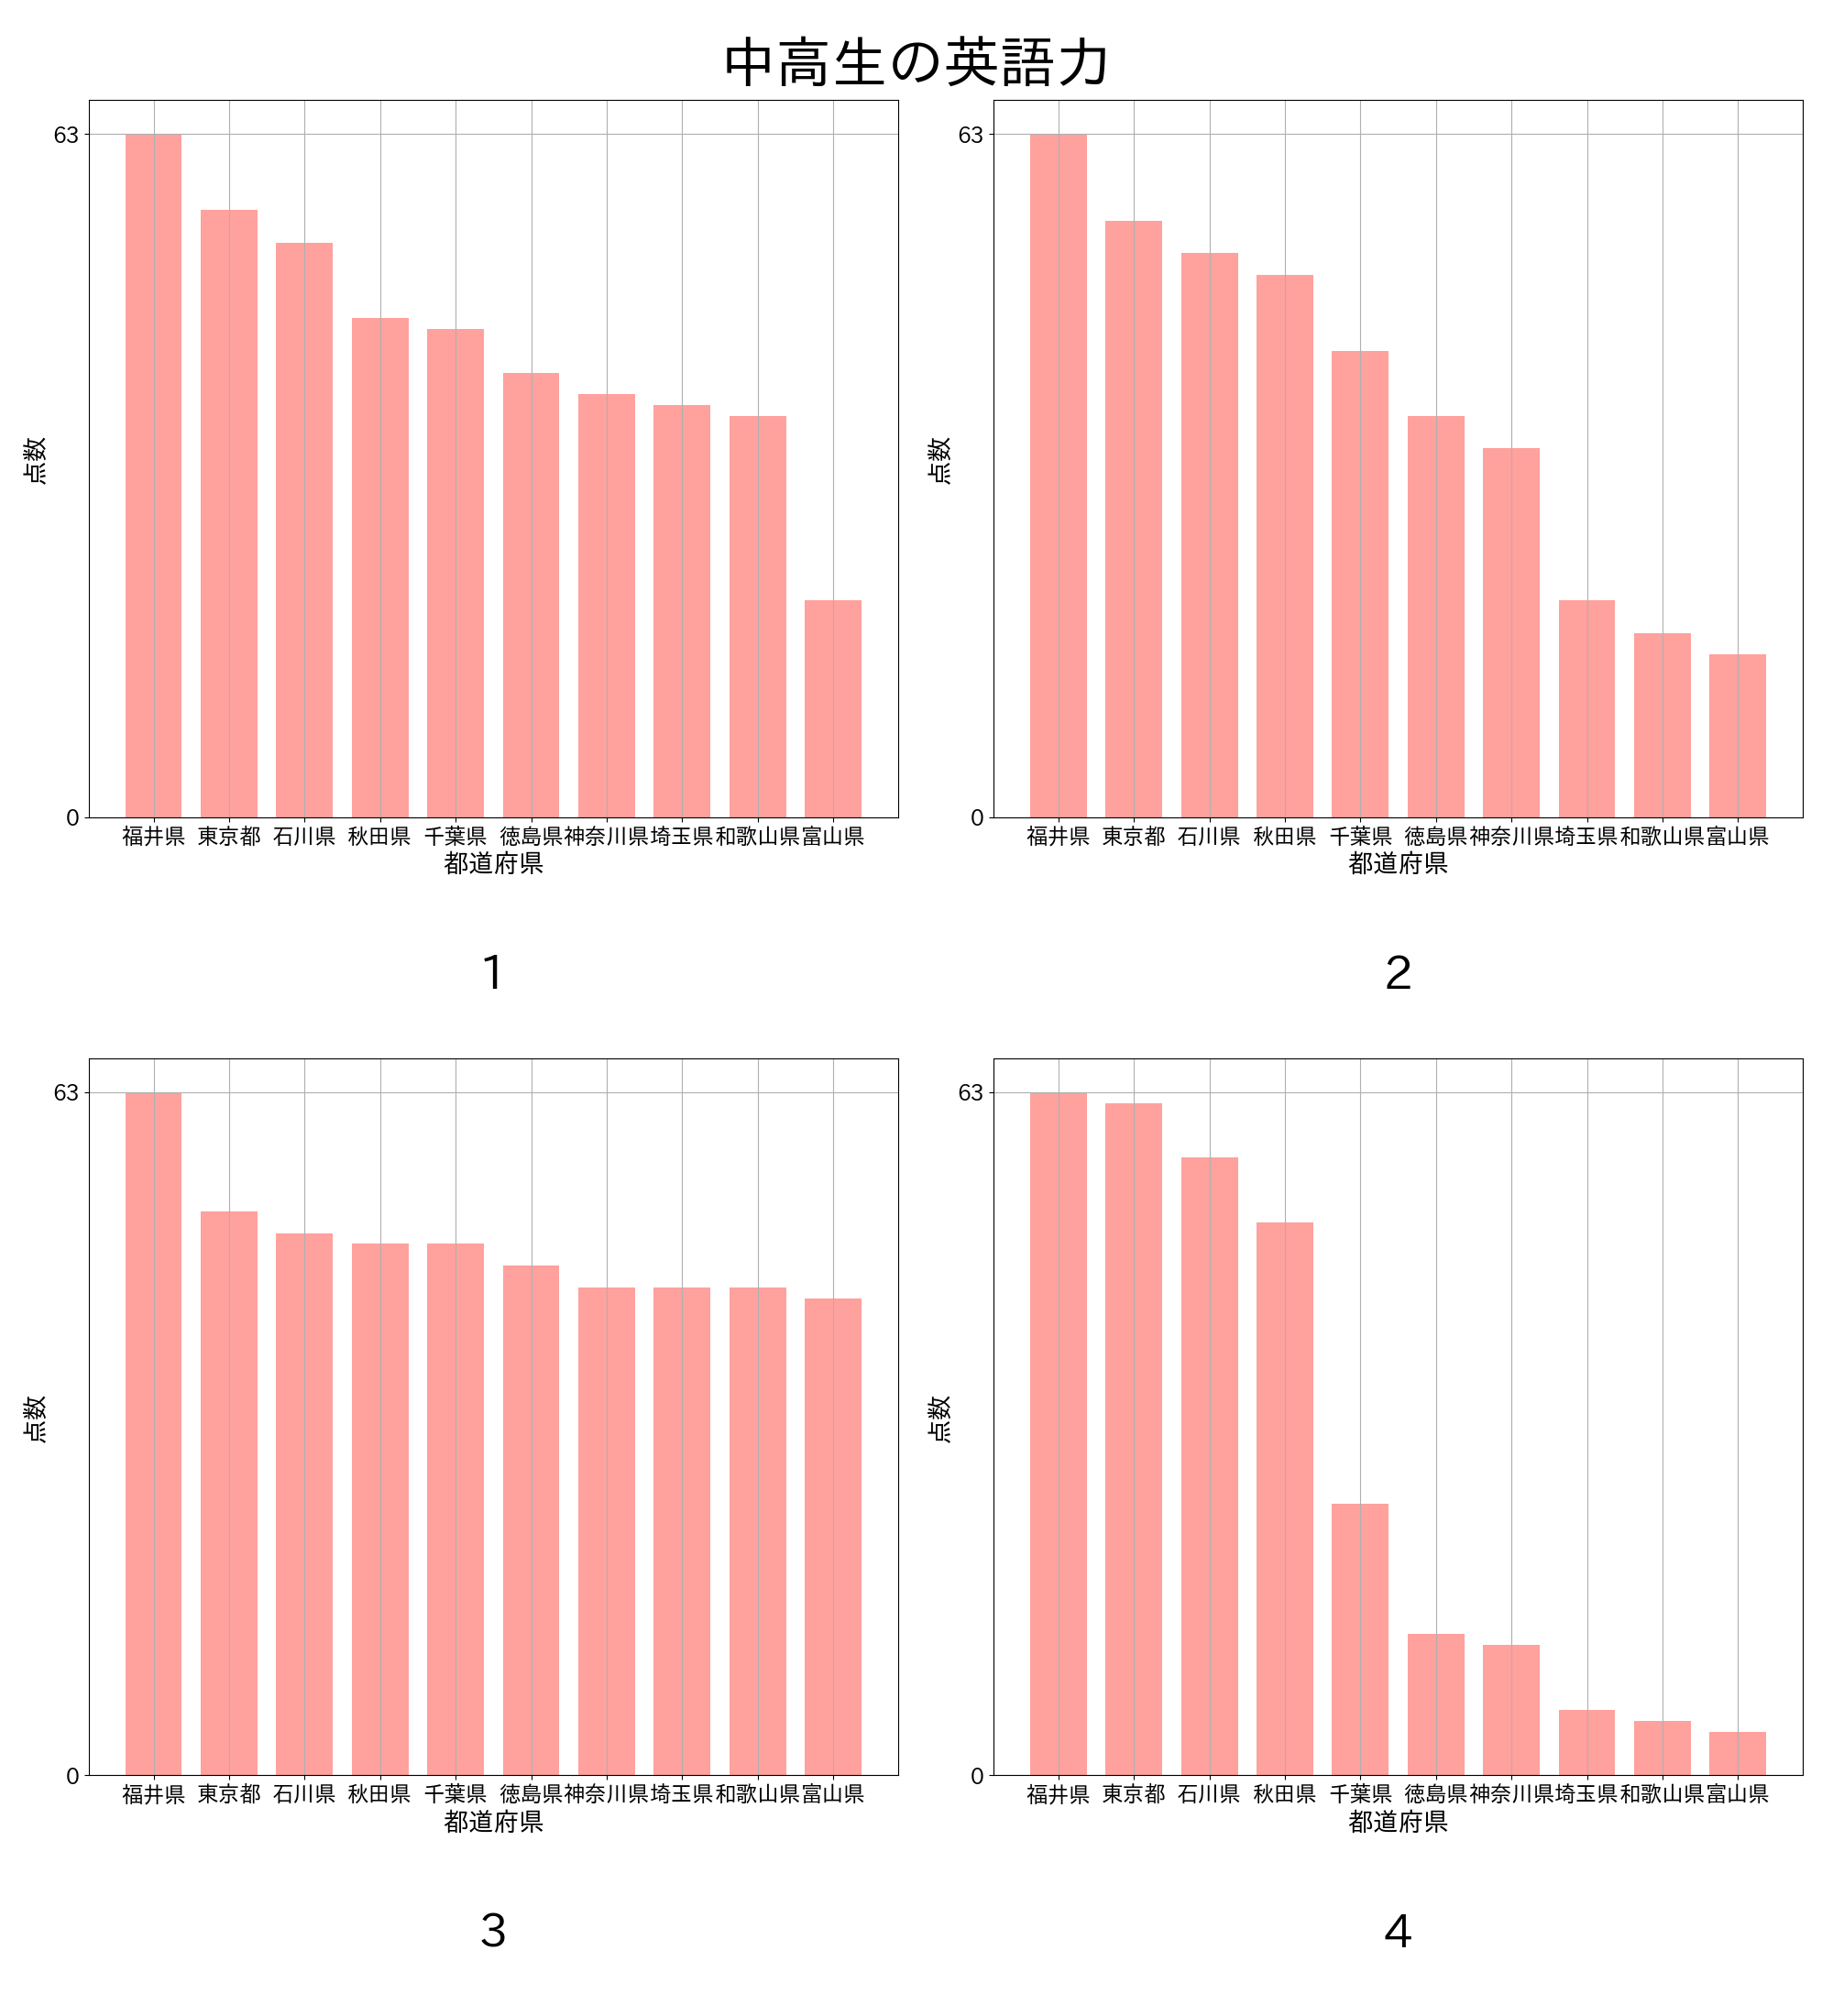 中高生の英語力
63
0
点数
福井県 東京都 石川県 秋田県 千葉県 徳島県 神奈川県 埼玉県 和歌山県 富山県
都道府県
1
63
0
点数
福井県 東京都 石川県 秋田県 千葉県 徳島県 神奈川県 埼玉県 和歌山県 富山県
都道府県
2
63
0
点数
福井県 東京都 石川県 秋田県 千葉県 徳島県 神奈川県 埼玉県 和歌山県 富山県
都道府県
3
63
0
点数
福井県 東京都 石川県 秋田県 千葉県 徳島県 神奈川県 埼玉県 和歌山県 富山県
都道府県
4